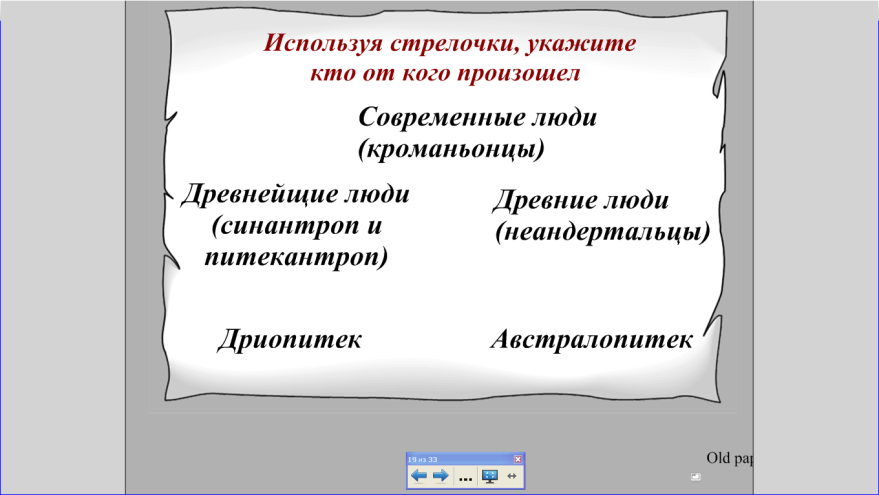 Используя стрелочки, укажите
кто от кого произошел
Современные люди
(кроманьонцы)
Древнейщие люди
(синантроп и
питекантроп)
Древние люди
(неандертальцы)
Дриопитек
Австралопитек
19 из 33
...
Old pap